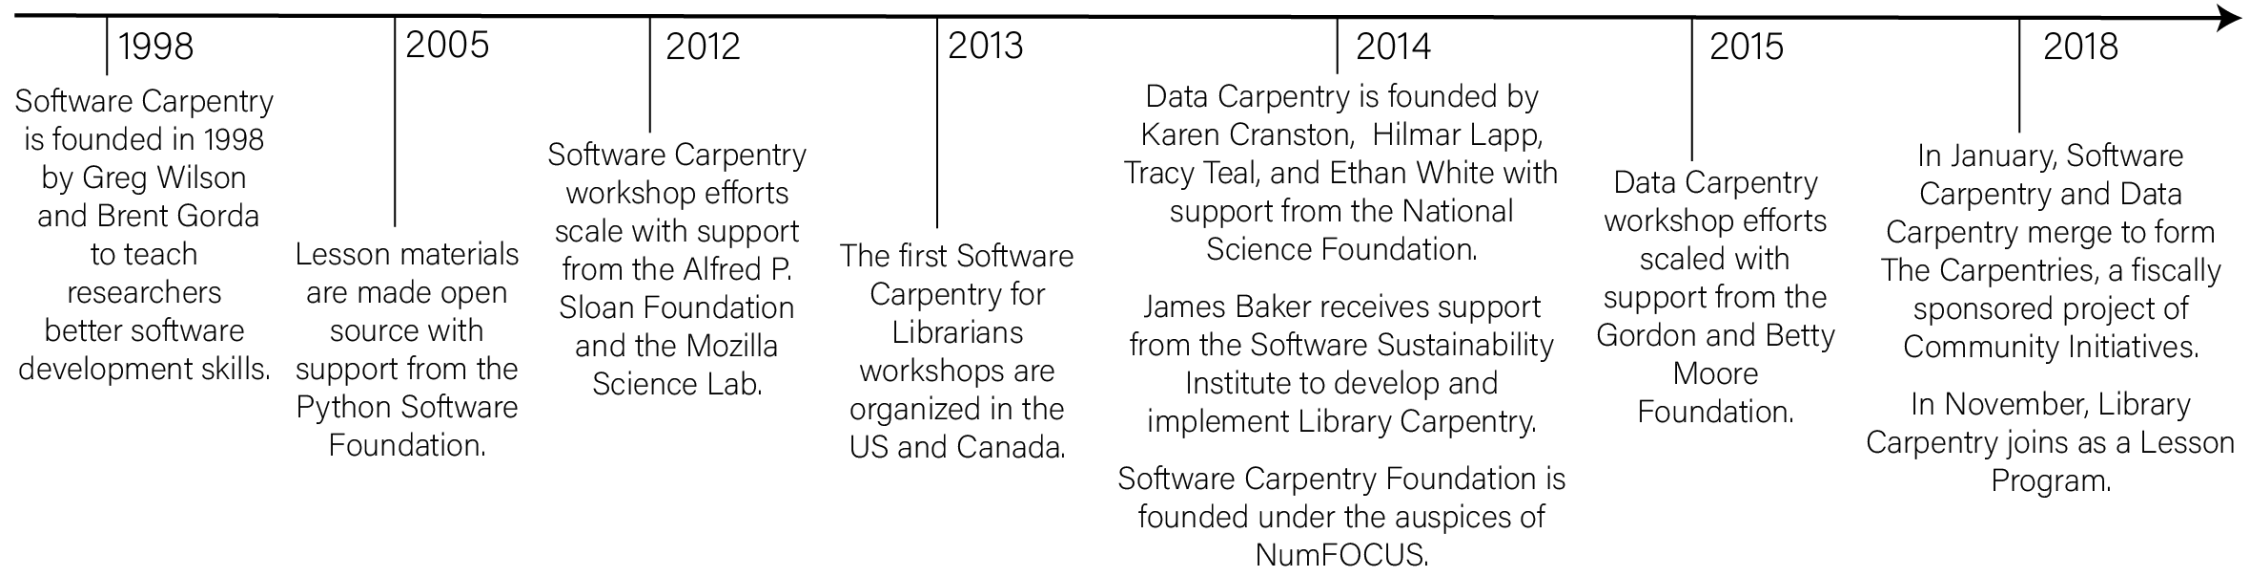 1998
Software Carpentry
is founded in 1998
by Greg Wilson
and Brent Gorda
to teach
researchers
better software
development skills.
2005
Lesson materials
are made open
source with
support from the
Python Software
Foundation.
2012
Software Carpentry
workshop efforts
scale with support
from the Alfred P.
Sloan Foundation
and the Mozilla
Science Lab.
2013
The first Software
Carpentry for
Librarians
workshops are
organized in the
US and Canada.
2014
Data Carpentry is founded by
Karen Cranston, Hilmar Lapp,
Tracy Teal, and Ethan White with
support from the National
Science Foundation.
James Baker receives support
from the Software Sustainability
Institute to develop and
implement Library Carpentry.
Software Carpentry Foundation is
founded under the auspices of
NumFOCUS.
2015
Data Carpentry
workshop efforts
scaled with
support from the
Gordon and Betty
Moore
Foundation.
2018
In January, Software
Carpentry and Data
Carpentry merge to form
The Carpentries, a fiscally
sponsored project of
Community Initiatives.
In November, Library
Carpentry joins as a Lesson
Program.